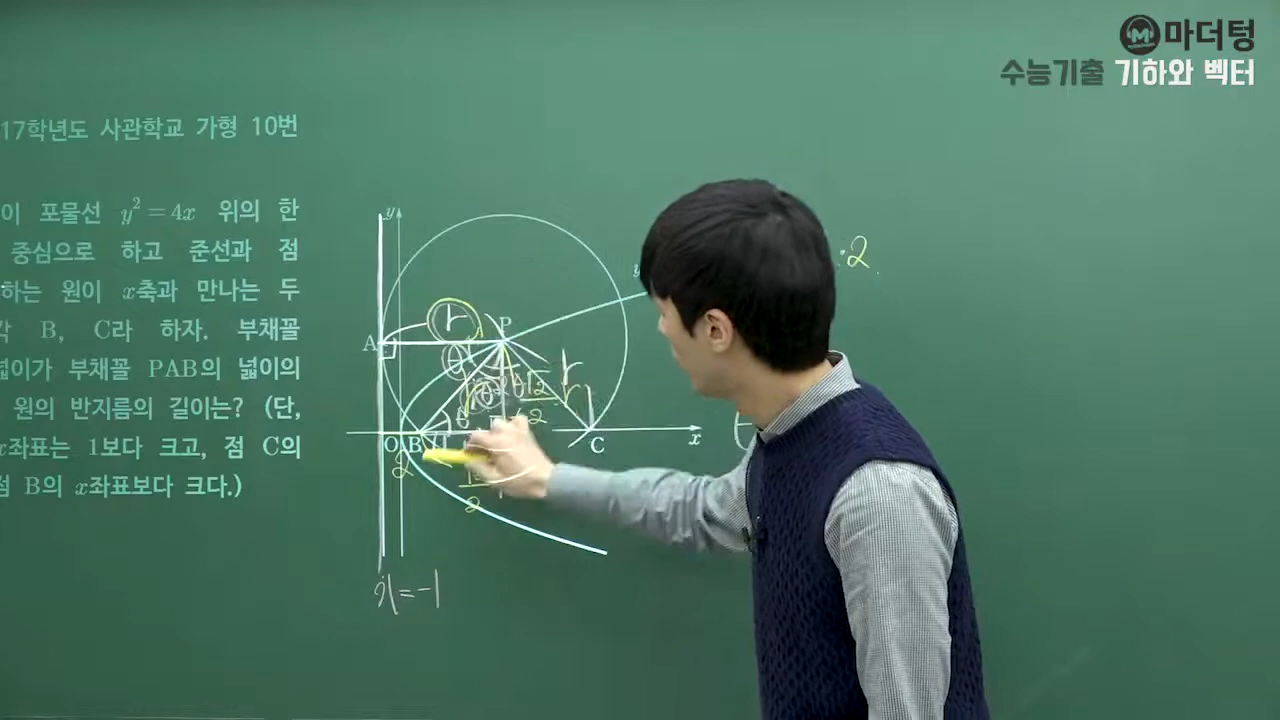 마더텅
수능기출 기하와 벡터
17학년도 사관학교 가형 10번
이 포물선 y²=4x 위의 한
중심으로 하고 준선과 점
하는 원이 x축과 만나는 두
각 B, C라 하자. 부채꼴
넓이가 부채꼴 PAB의 넓이의
원의 반지름의 길이는? (단,
x좌표는 1보다 크고, 점 C의
점 B의 x좌표보다 크다.)
y
2
r
P
A
θ
r
θ
2
r
θ
O
B
C
x
2
2
x=-1